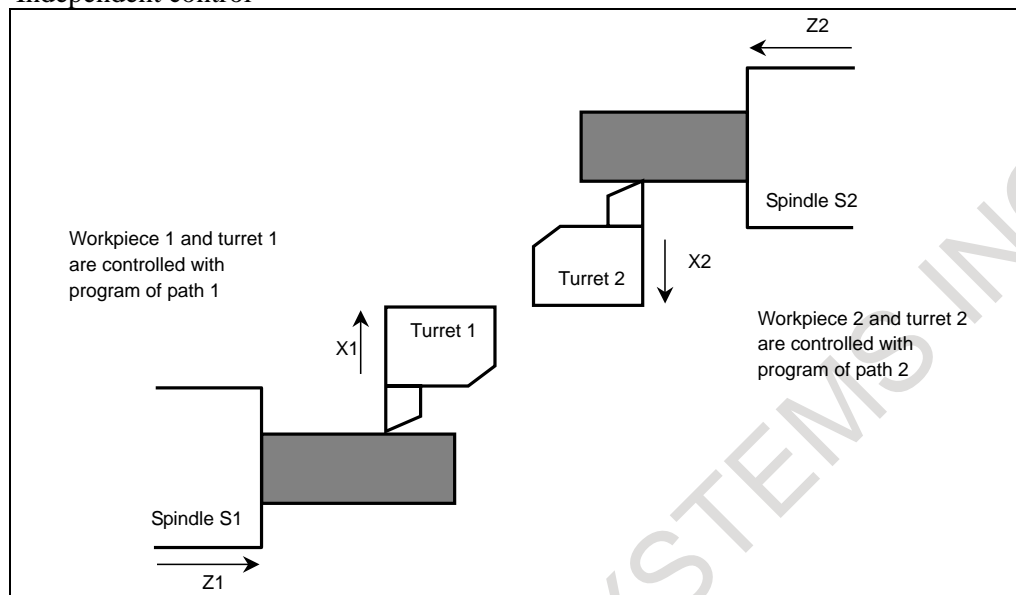 Independent control
Z2
Spindle S2
Workpiece 1 and turret 1
are controlled with
program of path 1
Turret 2
X2
Turret 1
X1
Workpiece 2 and turret 2
are controlled with
program of path 2
Spindle S1
Z1
YSTEMS INC